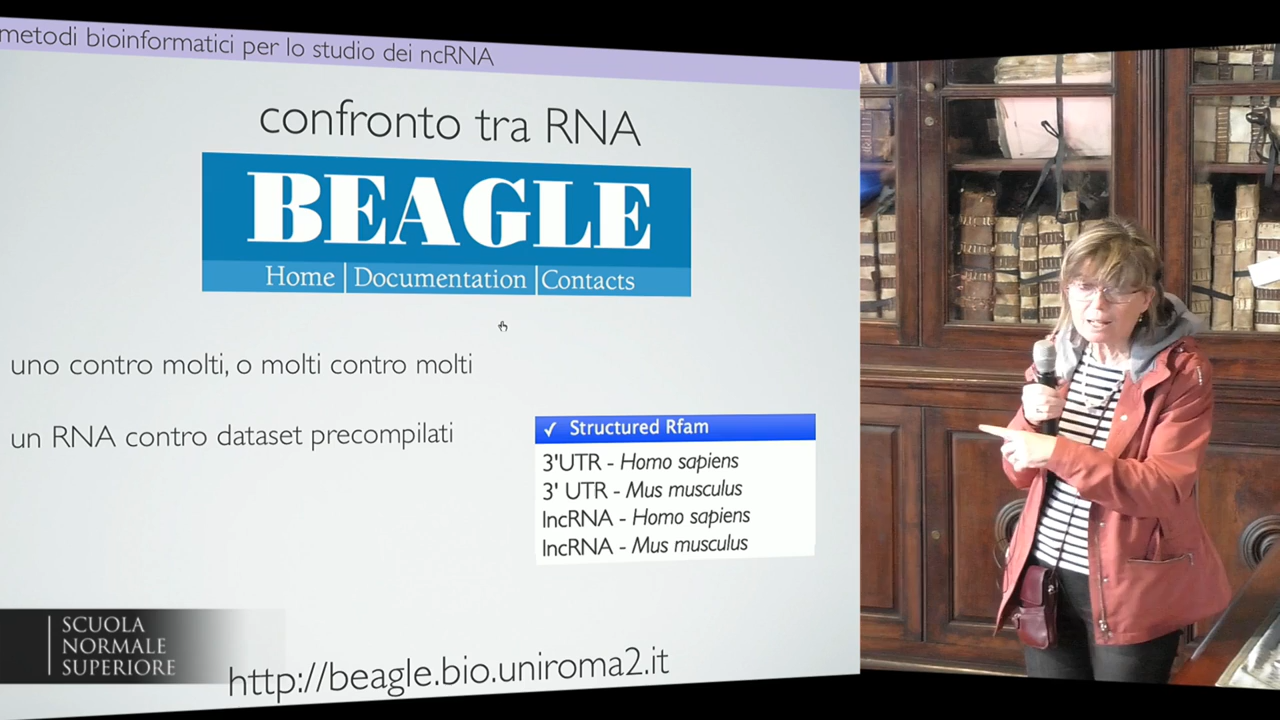 metodi bioinformatici per lo studio dei ncRNA
confronto tra RNA
BEAGLE
Home | Documentation | Contacts
uno contro molti, o molti contro molti
un RNA contro dataset precompilati
✓ Structured Rfam
3'UTR - Homo sapiens
3' UTR - Mus musculus
lncRNA - Homo sapiens
lncRNA - Mus musculus
SCUOLA
NORMALE
SUPERIORE
http://beagle.bio.uniroma2.it